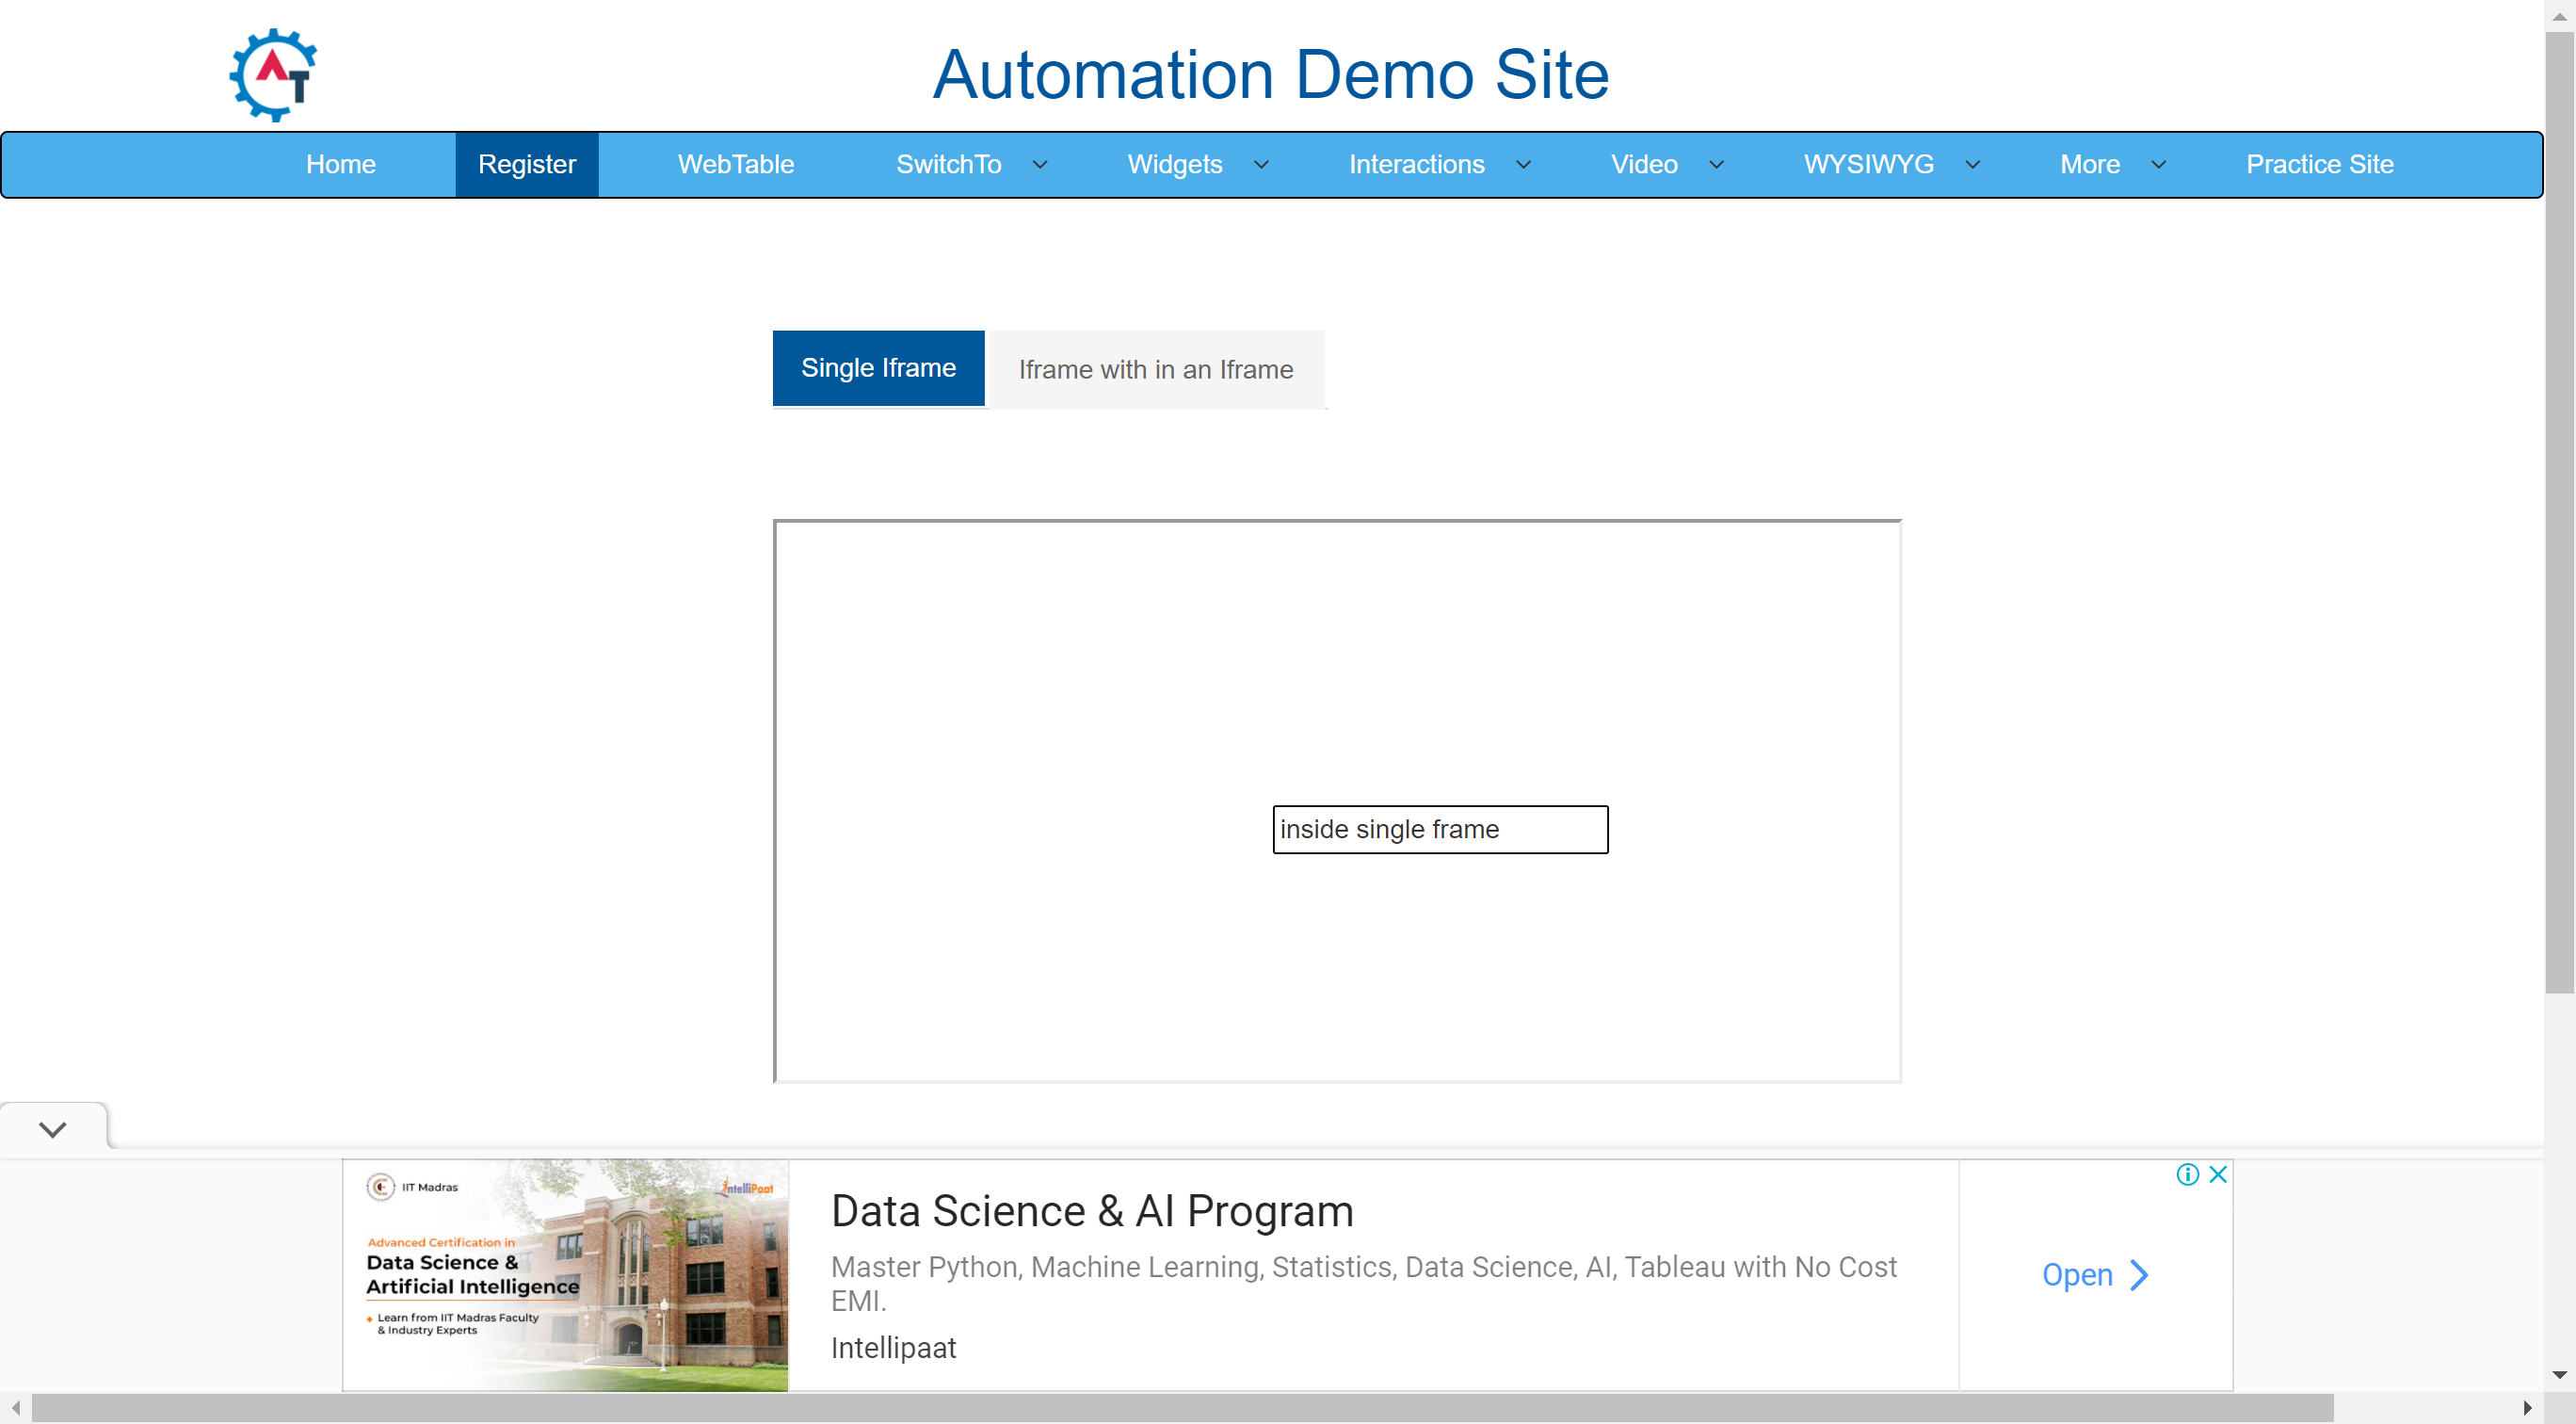 AT
Automation Demo Site
Home Register WebTable SwitchTo Widgets Interactions Video WYSIWYG More Practice Site
Single Iframe Iframe with in an Iframe
inside single frame
IIT Madras
IntelliPaat
Advanced Certification in
Data Science &
Artificial Intelligence
Learn from IIT Madras Faculty
& Industry Experts
Data Science & AI Program
Master Python, Machine Learning, Statistics, Data Science, AI, Tableau with No Cost
EMI.
Intellipaat
Open